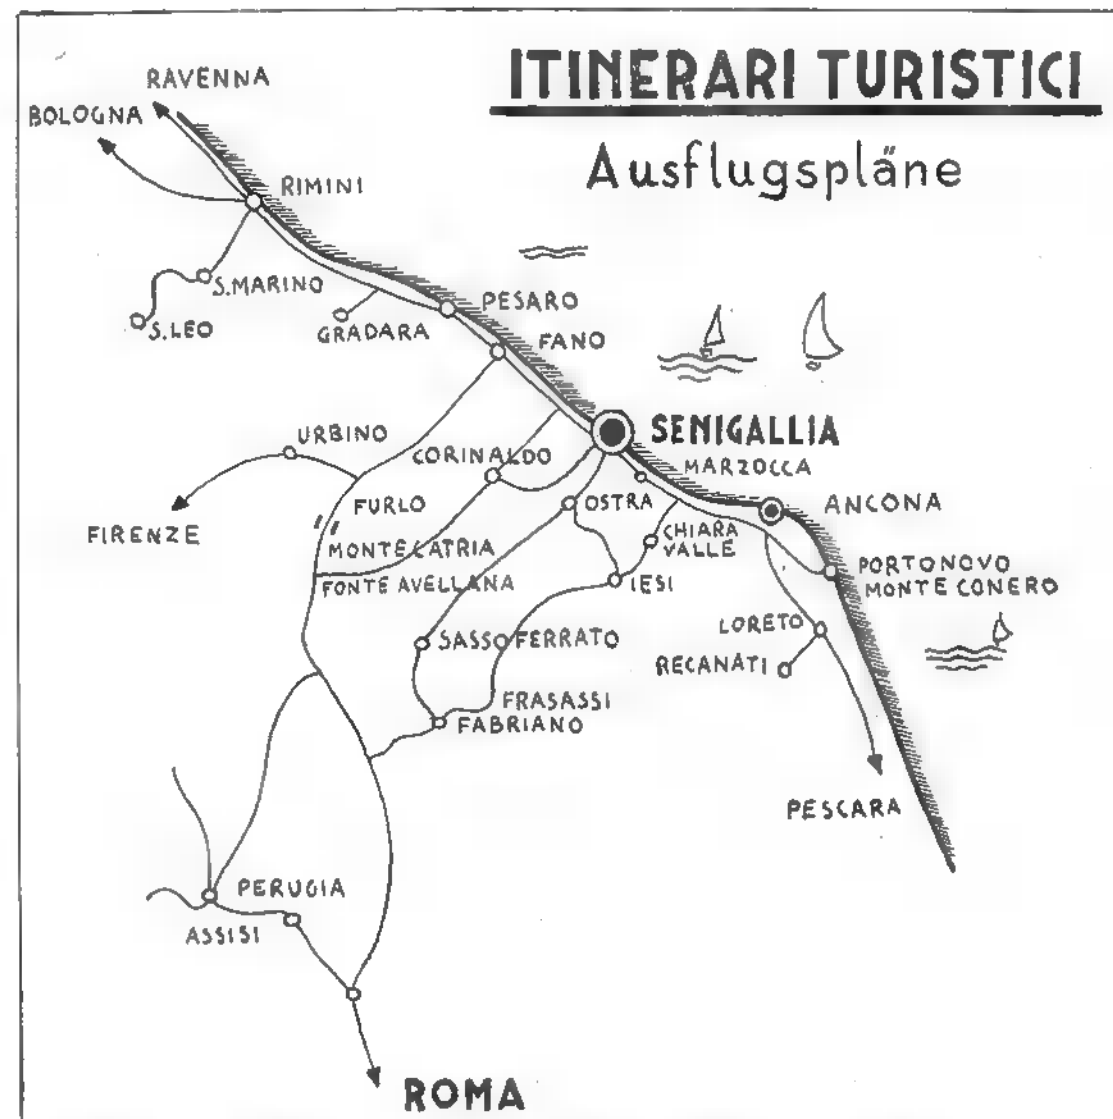 ITINERARI TURISTICI
Ausflugspläne
RAVENNA
BOLOGNA
RIMINI
S.MARINO
S.LEO
GRADARA
PESARO
FANO
SENIGALLIA
MARZOCCA
URBINO
CORINALDO
FIRENZE
FURLO
OSTRA
ANCONA
MONTE CATRIA
CHIARA
VALLE
FONTE AVELLANA
IESI
PORTONOVO
MONTE CONERO
LORETO
SASSOFERRATO
RECANATI
FRASASSI
FABRIANO
PESCARA
PERUGIA
ASSISI
ROMA